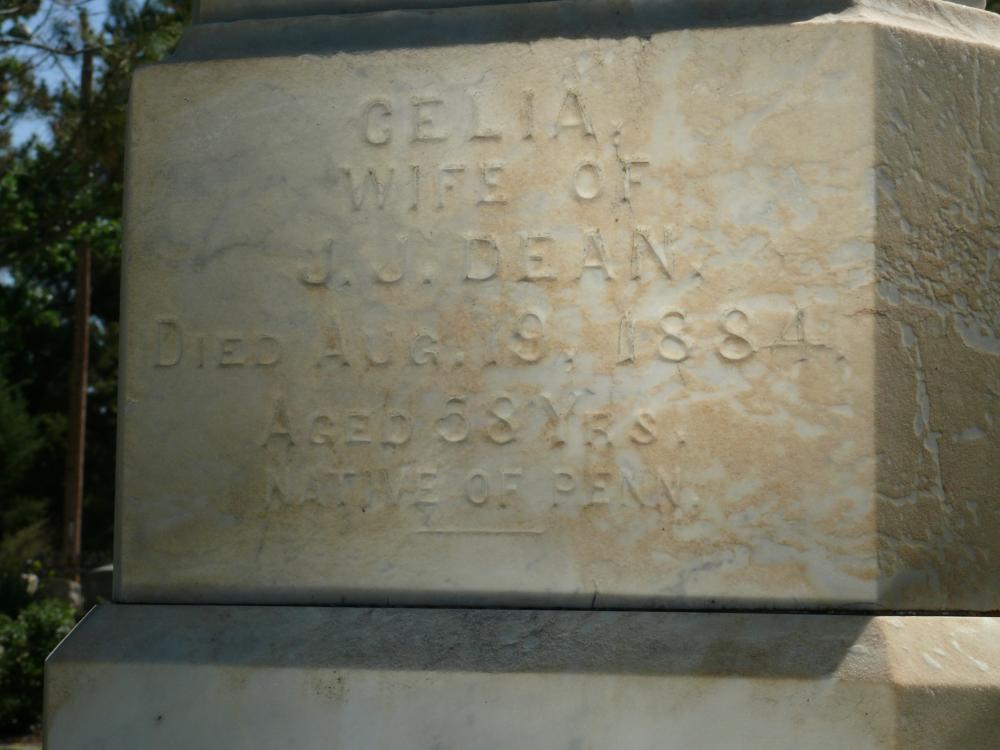 CELIA,
WIFE OF
J. J. DEAN,
DIED AUG. 19, 1884,
AGED 58 YRS.
NATIVE OF PENN.